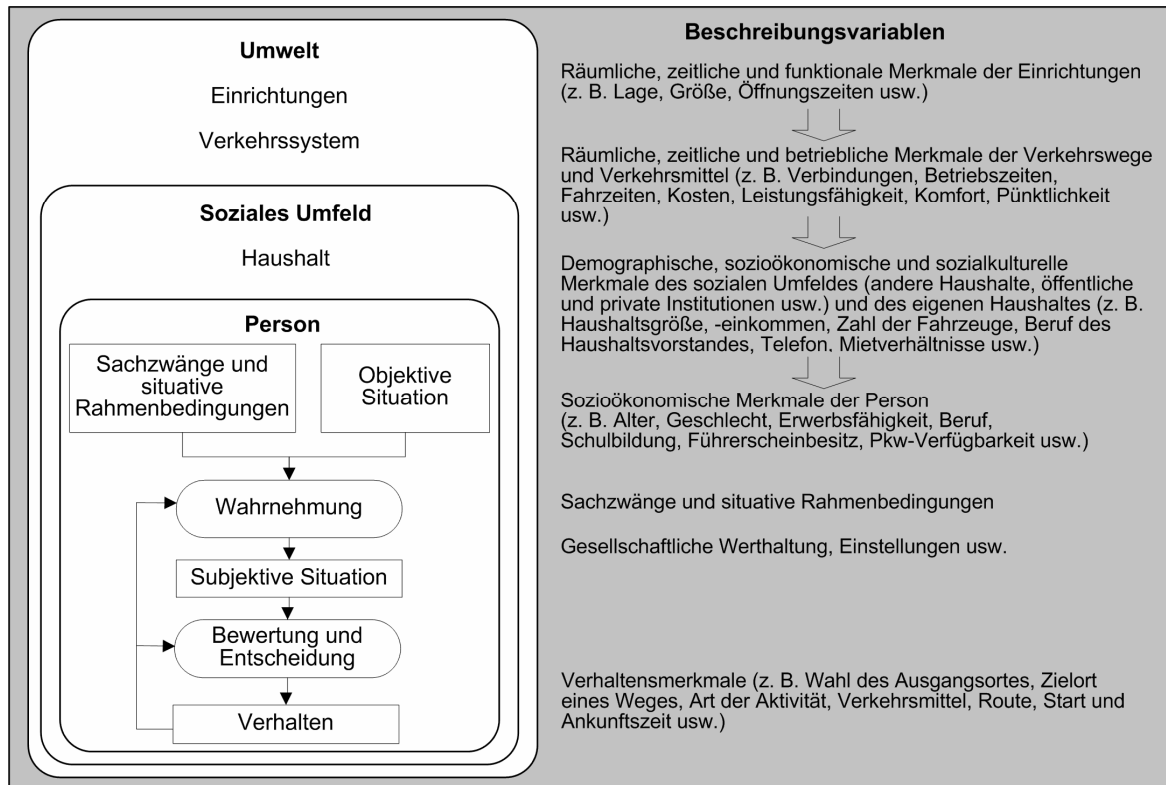 Umwelt
Einrichtungen
Verkehrssystem
Soziales Umfeld
Haushalt
Person
Sachzwänge und
situative
Rahmenbedingungen
Objektive
Situation
Wahrnehmung
Subjektive Situation
Bewertung und
Entscheidung
Verhalten
Beschreibungsvariablen
Räumliche, zeitliche und funktionale Merkmale der Einrichtungen
(z. B. Lage, Größe, Öffnungszeiten usw.)
Räumliche, zeitliche und betriebliche Merkmale der Verkehrswege
und Verkehrsmittel (z. B. Verbindungen, Betriebszeiten,
Fahrzeiten, Kosten, Leistungsfähigkeit, Komfort, Pünktlichkeit
usw.)
Demographische, sozioökonomische und sozialkulturelle
Merkmale des sozialen Umfeldes (andere Haushalte, öffentliche
und private Institutionen usw.) und des eigenen Haushaltes (z. B.
Haushaltsgröße, -einkommen, Zahl der Fahrzeuge, Beruf des
Haushaltsvorstandes, Telefon, Mietverhältnisse usw.)
Sozioökonomische Merkmale der Person
(z. B. Alter, Geschlecht, Erwerbsfähigkeit, Beruf,
Schulbildung, Führerscheinbesitz, Pkw-Verfügbarkeit usw.)
Sachzwänge und situative Rahmenbedingungen
Gesellschaftliche Werthaltung, Einstellungen usw.
Verhaltensmerkmale (z. B. Wahl des Ausgangsortes, Zielort
eines Weges, Art der Aktivität, Verkehrsmittel, Route, Start und
Ankunftszeit usw.)